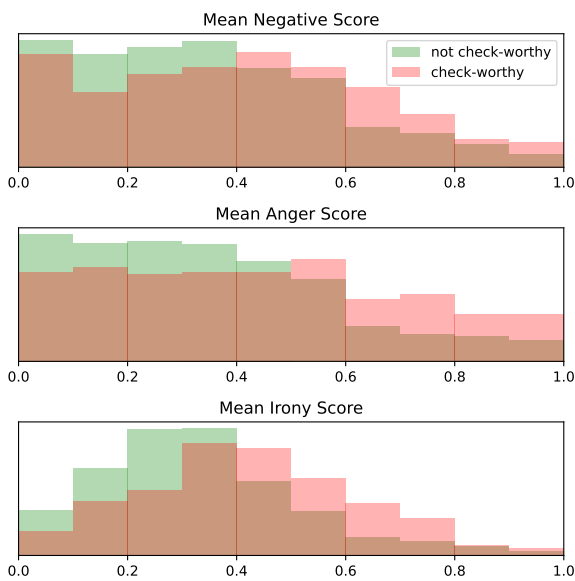 Mean Negative Score
not check-worthy
check-worthy
0.0 0.2 0.4 0.6 0.8 1.0
Mean Anger Score
0.0 0.2 0.4 0.6 0.8 1.0
Mean Irony Score
0.0 0.2 0.4 0.6 0.8 1.0